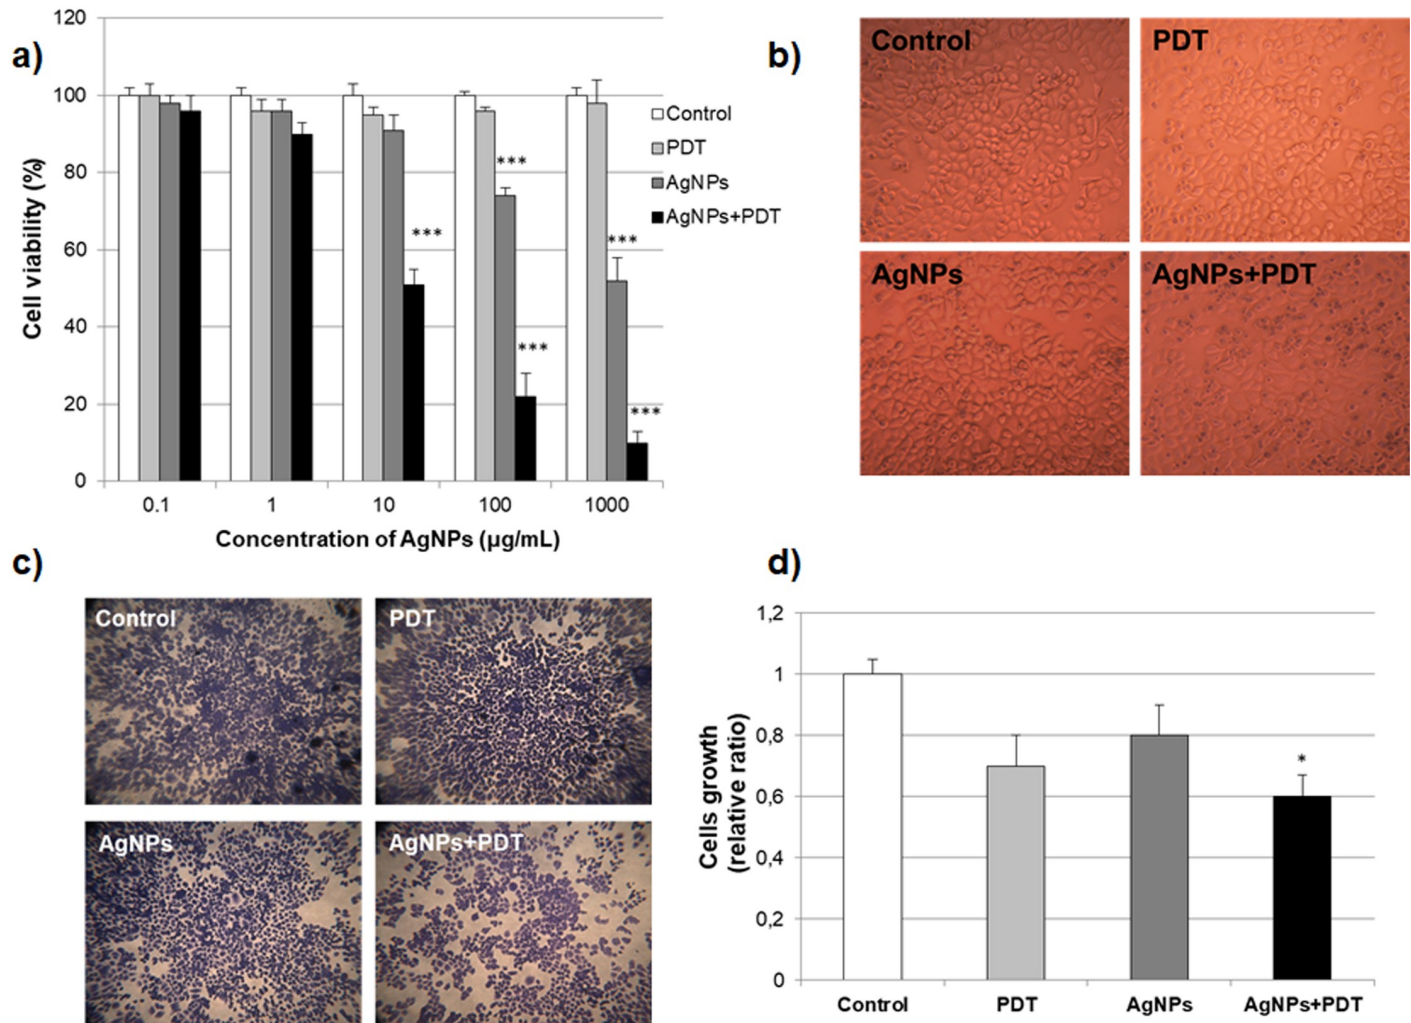 a)
120
100
80
60
40
20
0
Cell viability (%)
***
***
***
***
***
Control
PDT
AgNPs
AgNPs+PDT
0.1 1 10 100 1000
Concentration of AgNPs (µg/mL)
b)
Control
PDT
AgNPs
AgNPs+PDT
c)
Control
PDT
AgNPs
AgNPs+PDT
d)
1,2
1
0,8
0,6
0,4
0,2
0
Cells growth
(relative ratio)
*
Control PDT AgNPs AgNPs+PDT